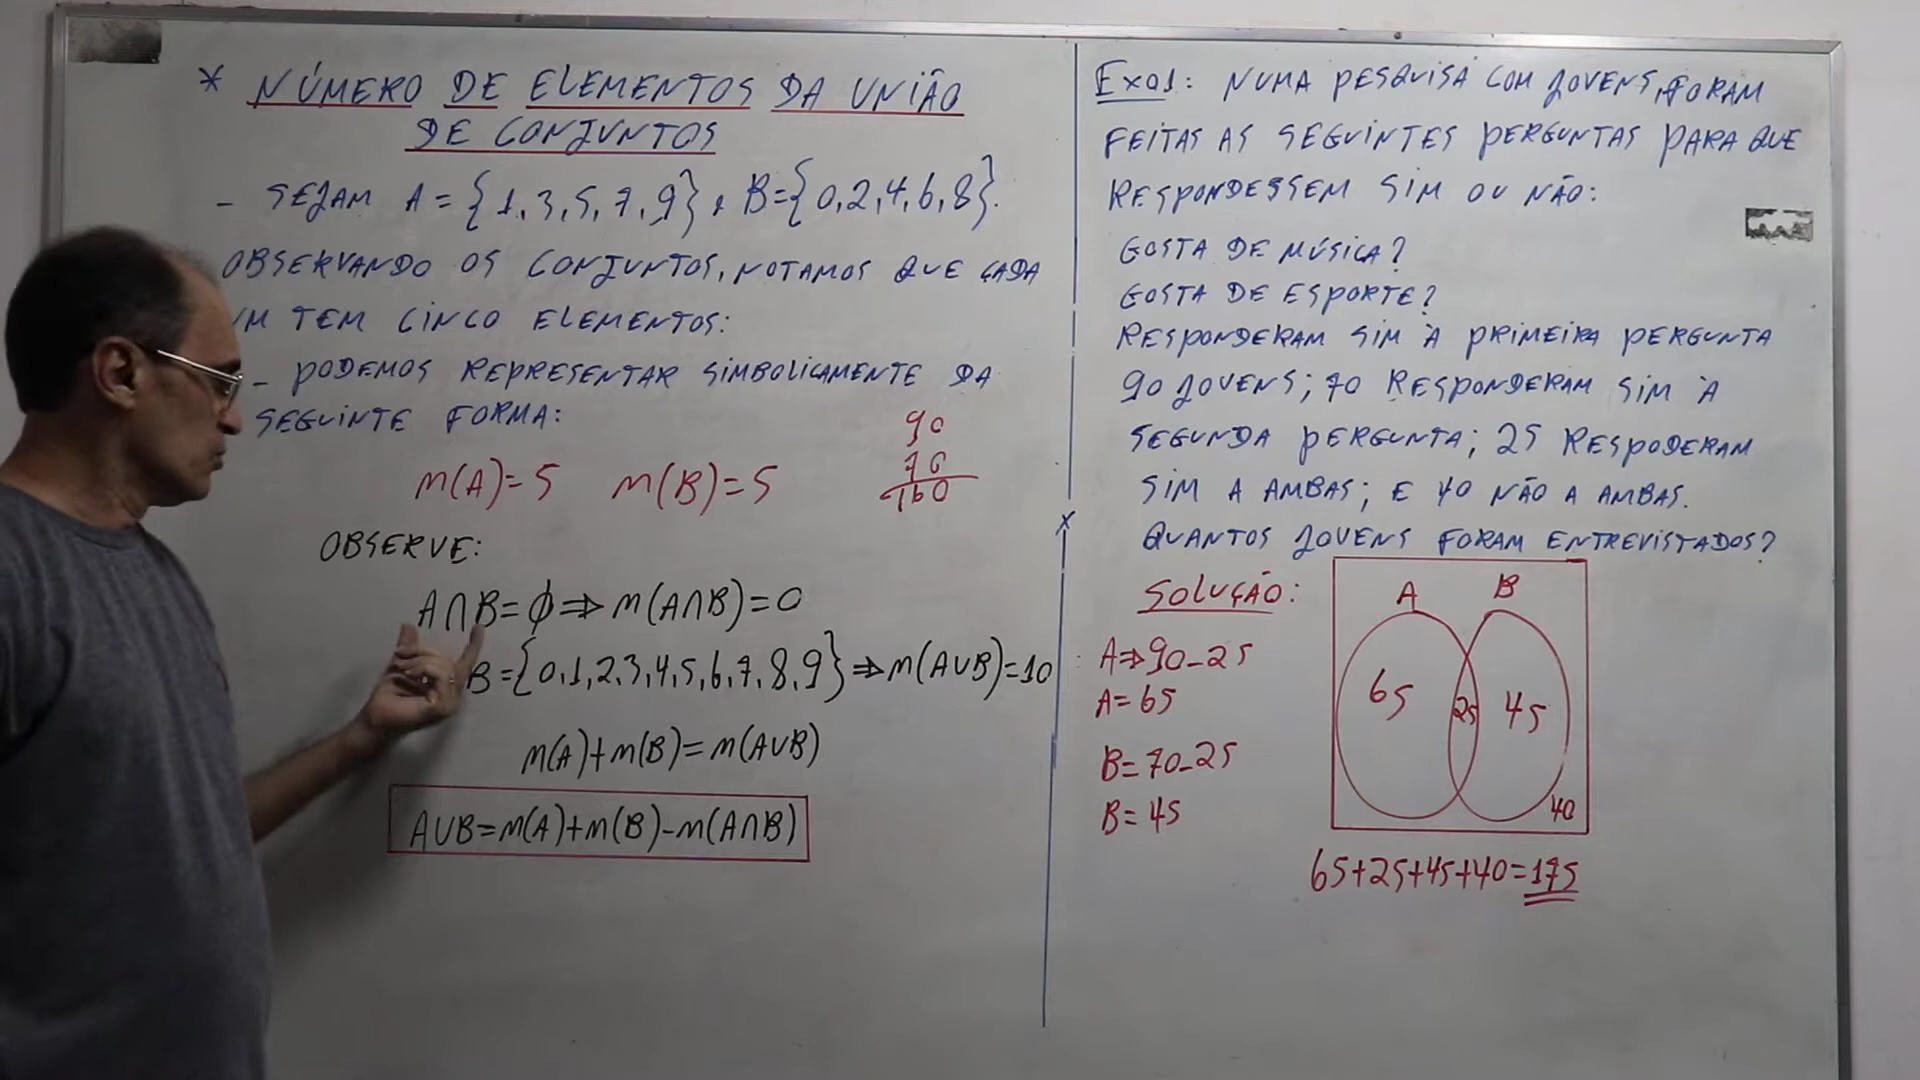 * NÚMERO DE ELEMENTOS DA UNIÃO
DE CONJUNTOS
- SEJAM A = {1,3,5,7,9} e B={0,2,4,6,8}.
OBSERVANDO OS CONJUNTOS, NOTAMOS QUE CADA
TEM CINCO ELEMENTOS:
- PODEMOS REPRESENTAR SIMBOLICAMENTE DA
SEGUINTE FORMA:
90
70
160
m(A)=5 m(B)=5
OBSERVE:
A∩B=∅⇒m(A∩B)=0
B={0,1,2,3,4,5,6,7,8,9}⇒m(A∪B)=10
m(A)+m(B)=m(A∪B)
A∪B=m(A)+m(B)-m(A∩B)
Ex01: NUMA PESQUISA COM JOVENS, FORAM
FEITAS AS SEGUINTES PERGUNTAS PARA QUE
RESPONDESSEM SIM OU NÃO:
GOSTA DE MÚSICA?
GOSTA DE ESPORTE?
RESPONDERAM SIM À PRIMEIRA PERGUNTA
90 JOVENS; 70 RESPONDERAM SIM À
SEGUNDA PERGUNTA; 25 RESPODERAM
SIM A AMBAS; E 40 NÃO A AMBAS.
QUANTOS JOVENS FORAM ENTREVISTADOS?
SOLUÇÃO:
A⇒90-25
A=65
B=70-25
B=45
A B
65 25 45
40
65+25+45+40=175